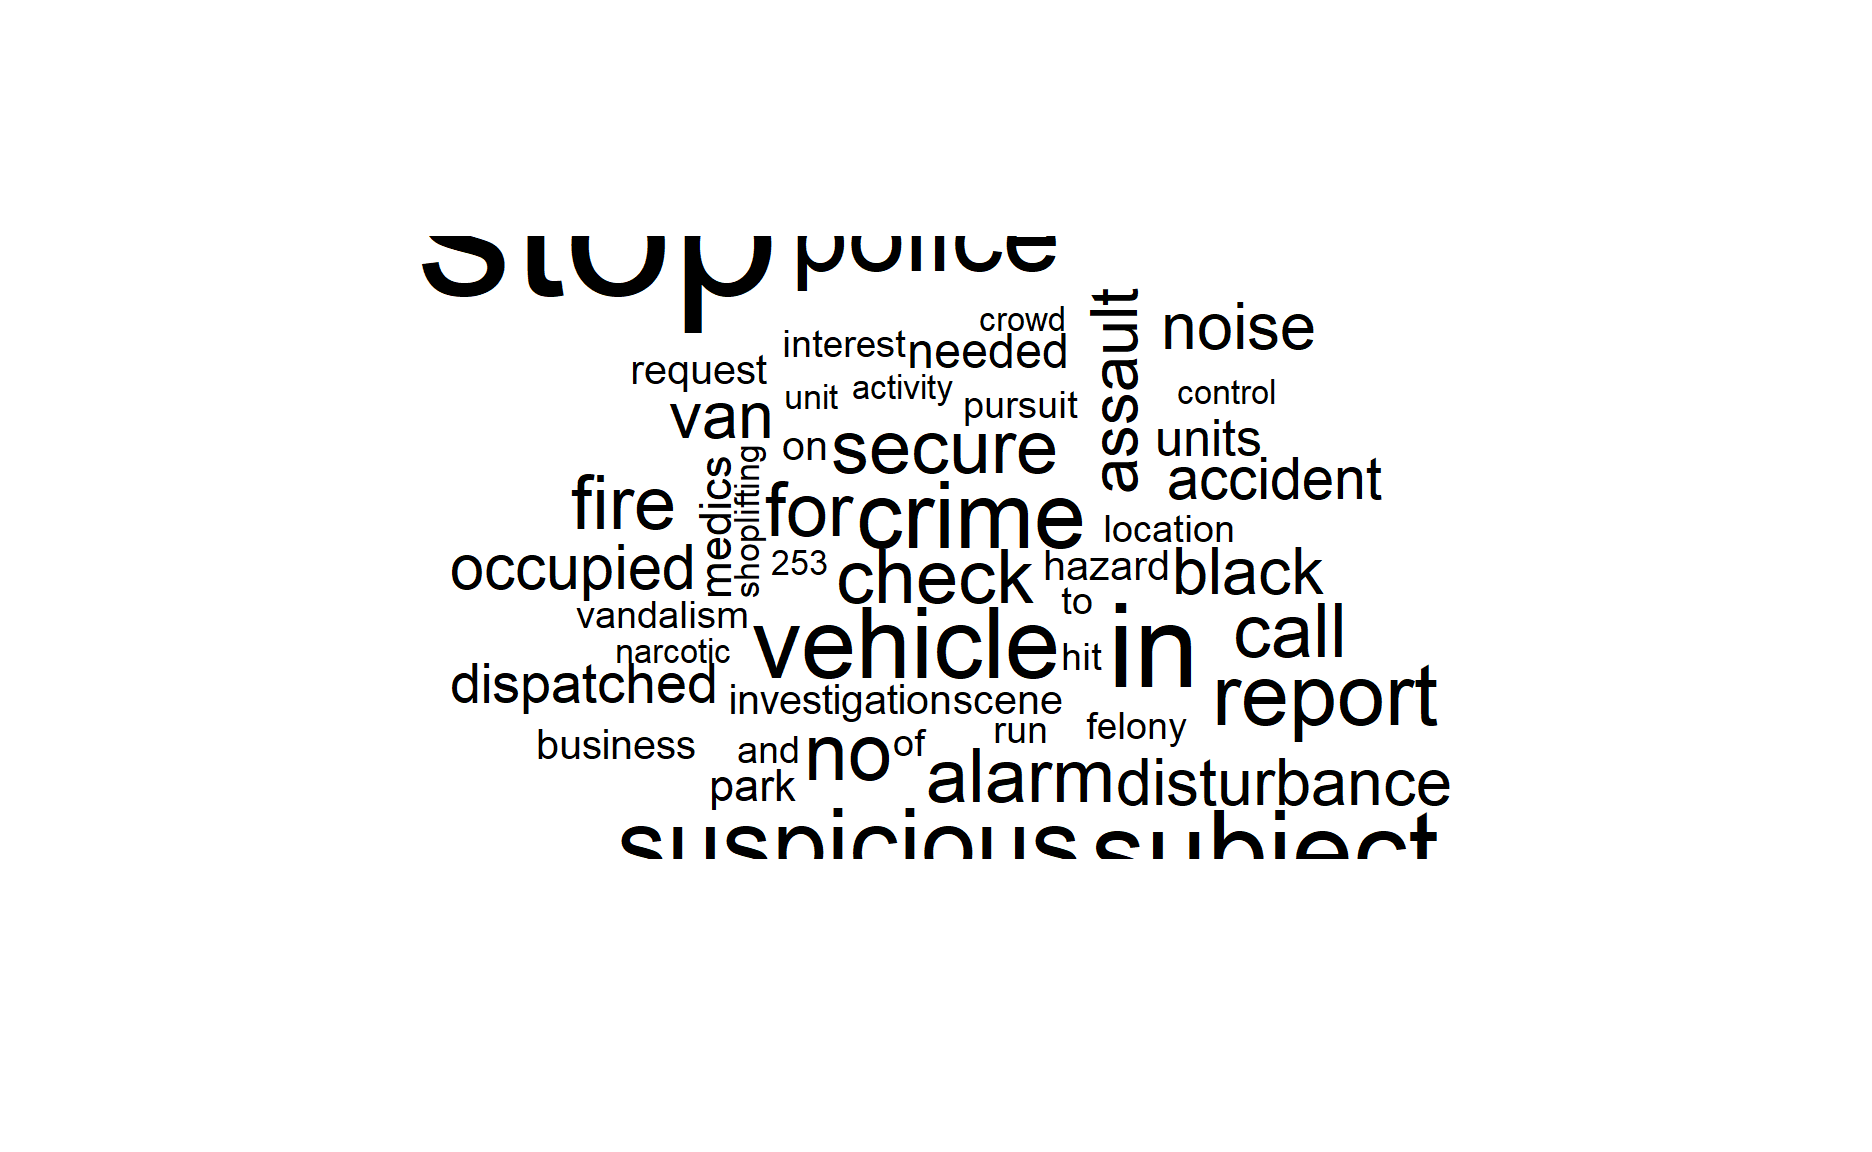 stop police
crowd
noise
interest needed
request
assault
unit activity
control
van
pursuit
units
on secure
accident
fire
medics
shoplifting
for crime
location
occupied
253
check
hazard black
to
vandalism
call
vehicle hit in
narcotic
dispatched
investigation scene
report
run
felony
business
and no of
park
alarm disturbance
suspicious subject